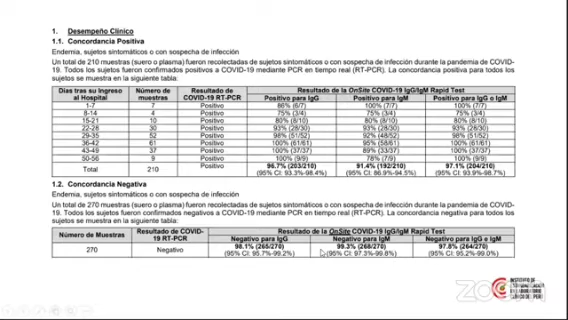 1. Desempeño Clínico
1.1. Concordancia Positiva
Endemia, sujetos sintomáticos o con sospecha de infección
Un total de 210 muestras (suero o plasma) fueron recolectadas de sujetos sintomáticos o con sospecha de infección durante la pandemia de COVID-
19. Todos los sujetos fueron confirmados positivos a COVID-19 mediante PCR en tiempo real (RT-PCR). La concordancia positiva para todos los
sujetos se muestra en la siguiente tabla:
Días tras su Ingreso al Hospital Número de muestras Resultado de COVID-19 RT-PCR Resultado de la OnSite COVID-19 IgG/IgM Rapid Test
Positivo para IgG Positivo para IgM Positivo para IgG e IgM
1-7 7 Positivo 86% (6/7) 100% (7/7) 100% (7/7)
8-14 4 Positivo 75% (3/4) 75% (3/4) 75% (3/4)
15-21 10 Positivo 80% (8/10) 80% (8/10) 80% (8/10)
22-28 30 Positivo 93% (28/30) 93% (28/30) 93% (28/30)
29-35 52 Positivo 98% (51/52) 92% (48/52) 98% (51/52)
36-42 61 Positivo 100% (61/61) 95% (58/61) 100% (61/61)
43-49 37 Positivo 100% (37/37) 89% (33/37) 100% (37/37)
50-56 9 Positivo 100% (9/9) 78% (7/9) 100% (9/9)
Total 210 Positivo 96.7% (203/210) 91.4% (192/210) 97.1% (204/210)
(95% CI: 93.3%-98.4%) (95% CI: 86.9%-94.5%) (95% CI: 93.9%-98.7%)
1.2. Concordancia Negativa
Endemia, sujetos sintomáticos o con sospecha de infección
Un total de 270 muestras (suero o plasma) fueron recolectadas de sujetos sintomáticos o con sospecha de infección durante la pandemia de COVID-
19. Todos los sujetos fueron confirmados negativos a COVID-19 mediante PCR en tiempo real (RT-PCR). La concordancia negativa para todos los
sujetos se muestra en la siguiente tabla:
Número de Muestras Resultado de COVID-19 RT-PCR Resultado de la OnSite COVID-19 IgG/IgM Rapid Test
Negativo para IgG Negativo para IgM Negativo para IgG e IgM
270 Negativo 98.1% (265/270) 99.3% (268/270) 97.8% (264/270)
(95% CI: 95.7%-99.2%) (95% CI: 97.3%-99.8%) (95% CI: 95.2%-99.0%)
zoom